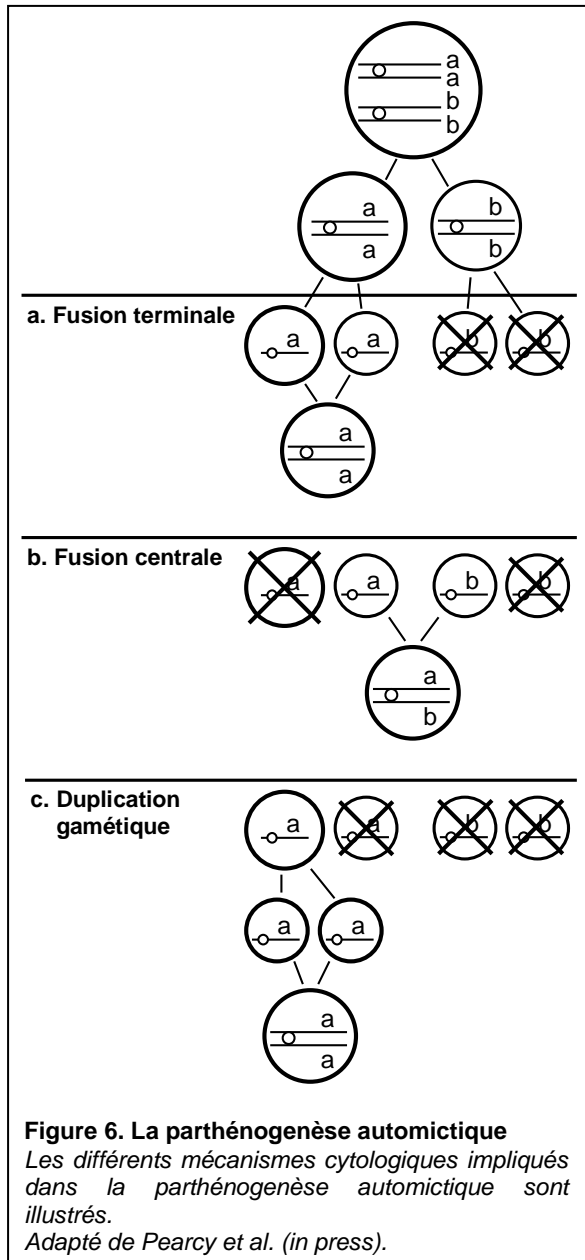 a
a
b
b
a
a
b
b
a. Fusion terminale
a a b b
a
a
b. Fusion centrale
a a b b
a
b
c. Duplication
gamétique
a a b b
a a
a
a
Figure 6. La parthénogenèse automictique
Les différents mécanismes cytologiques impliqués
dans la parthénogenèse automictique sont
illustrés.
Adapté de Pearcy et al. (in press).